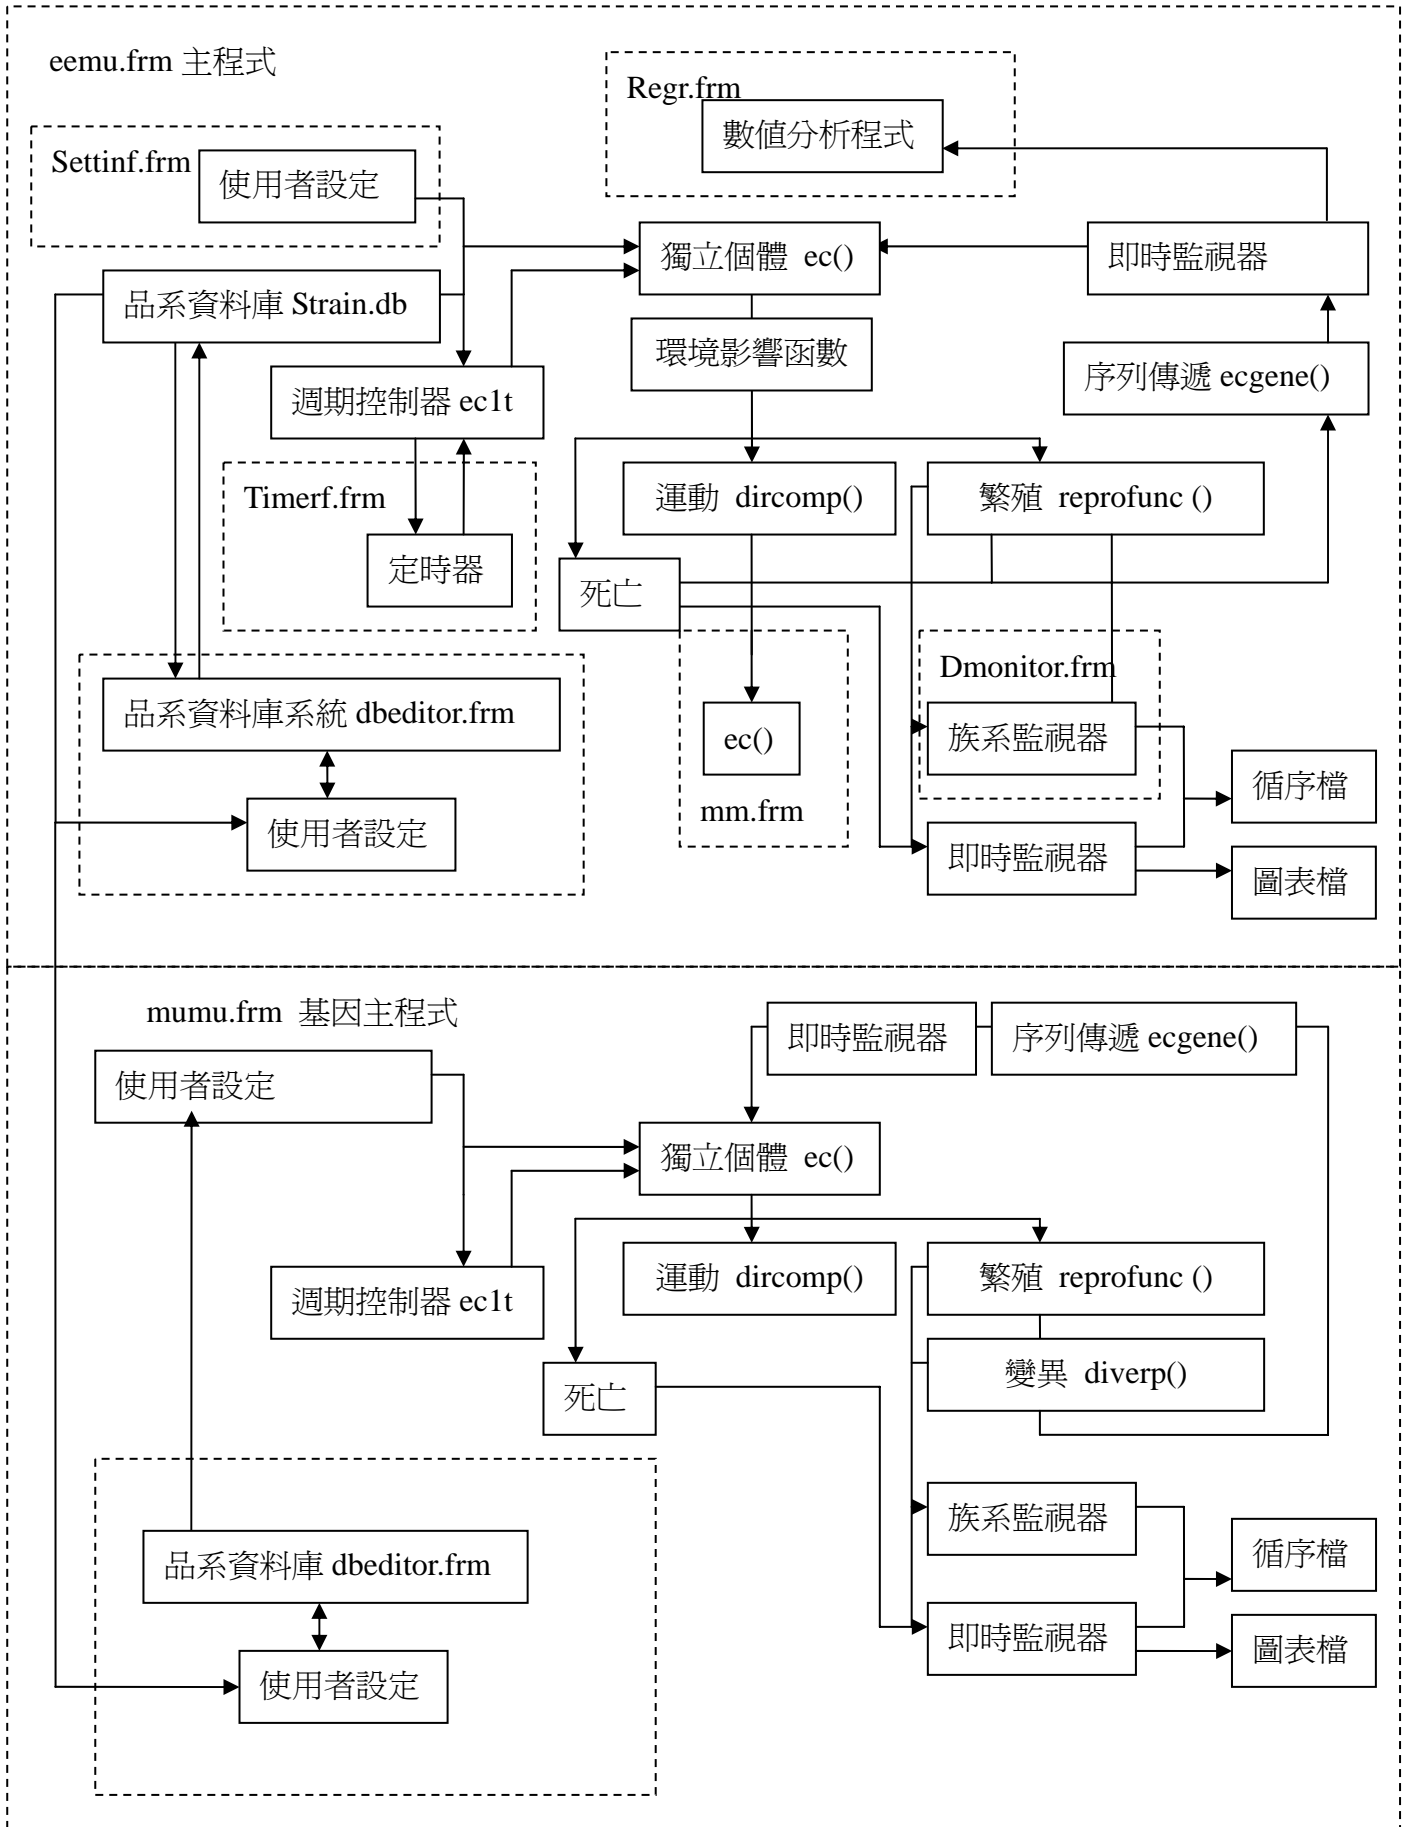 eemu.frm 主程式
Regr.frm
數值分析程式
Settinf.frm
使用者設定
獨立個體 ec()
即時監視器
品系資料庫 Strain.db
環境影響函數
序列傳遞 ecgene()
週期控制器 ec1t
Timerf.frm
運動 dircomp()
繁殖 reprofunc ()
定時器
死亡
Dmonitor.frm
品系資料庫系統 dbeditor.frm
ec()
族系監視器
循序檔
mm.frm
使用者設定
即時監視器
圖表檔
mumu.frm 基因主程式
即時監視器
序列傳遞 ecgene()
使用者設定
獨立個體 ec()
週期控制器 ec1t
運動 dircomp()
繁殖 reprofunc ()
變異 diverp()
死亡
族系監視器
循序檔
品系資料庫 dbeditor.frm
即時監視器
圖表檔
使用者設定